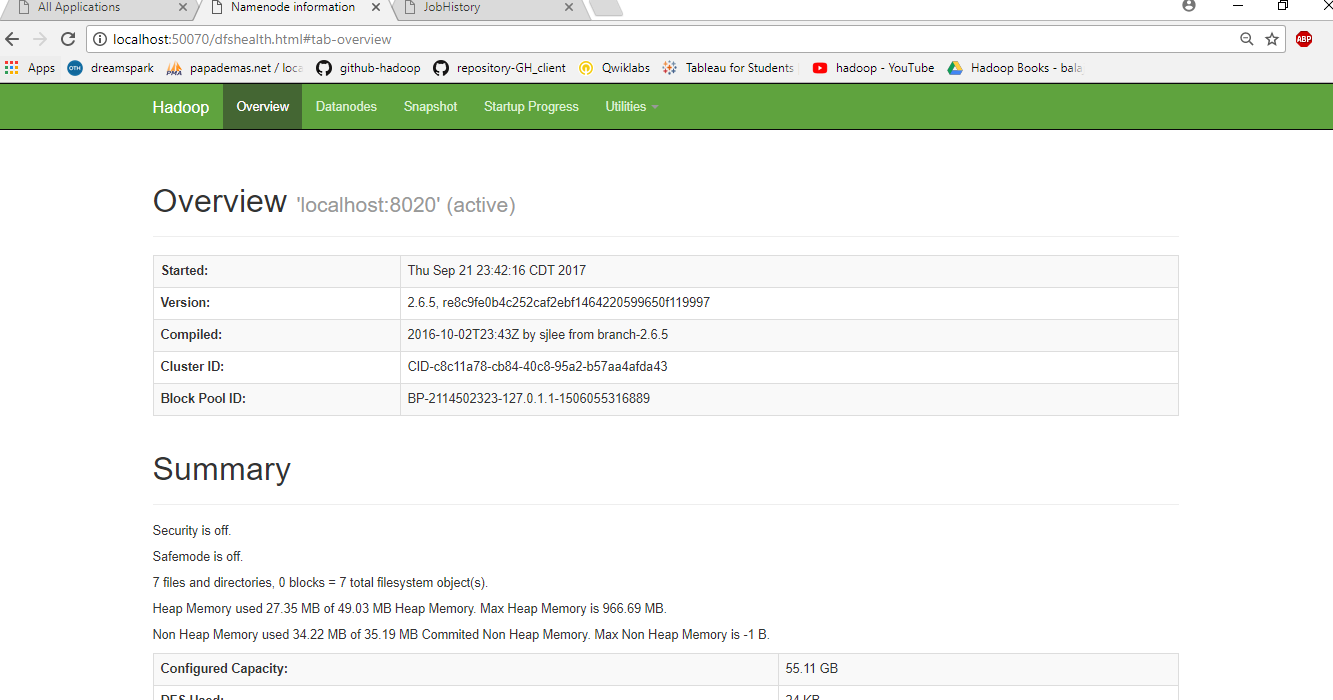 All Applications Namenode information JobHistory
localhost:50070/dfshealth.html#tab-overview ABP
Apps OTN dreamspark PMA papademas.net / loca github-hadoop repository-GH_client Qwiklabs Tableau for Students hadoop - YouTube Hadoop Books - bala
Hadoop Overview Datanodes Snapshot Startup Progress Utilities
Overview 'localhost:8020' (active)
Started: Thu Sep 21 23:42:16 CDT 2017
Version: 2.6.5, re8c9fe0b4c252caf2ebf1464220599650f119997
Compiled: 2016-10-02T23:43Z by sjlee from branch-2.6.5
Cluster ID: CID-c8c11a78-cb84-40c8-95a2-b57aa4afda43
Block Pool ID: BP-2114502323-127.0.1.1-1506055316889
Summary
Security is off.
Safemode is off.
7 files and directories, 0 blocks = 7 total filesystem object(s).
Heap Memory used 27.35 MB of 49.03 MB Heap Memory. Max Heap Memory is 966.69 MB.
Non Heap Memory used 34.22 MB of 35.19 MB Commited Non Heap Memory. Max Non Heap Memory is -1 B.
Configured Capacity: 55.11 GB
DFS Used: 24 KB